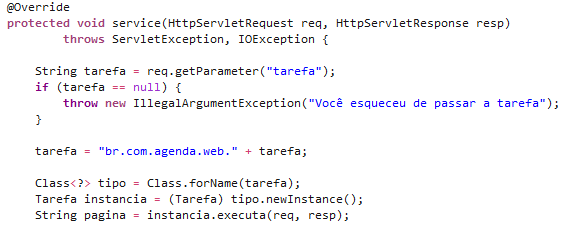 @Override
protected void service(HttpServletRequest req, HttpServletResponse resp)
        throws ServletException, IOException {

    String tarefa = req.getParameter("tarefa");
    if (tarefa == null) {
        throw new IllegalArgumentException("Você esqueceu de passar a tarefa");
    }

    tarefa = "br.com.agenda.web." + tarefa;

    Class<?> tipo = Class.forName(tarefa);
    Tarefa instancia = (Tarefa) tipo.newInstance();
    String pagina = instancia.executa(req, resp);